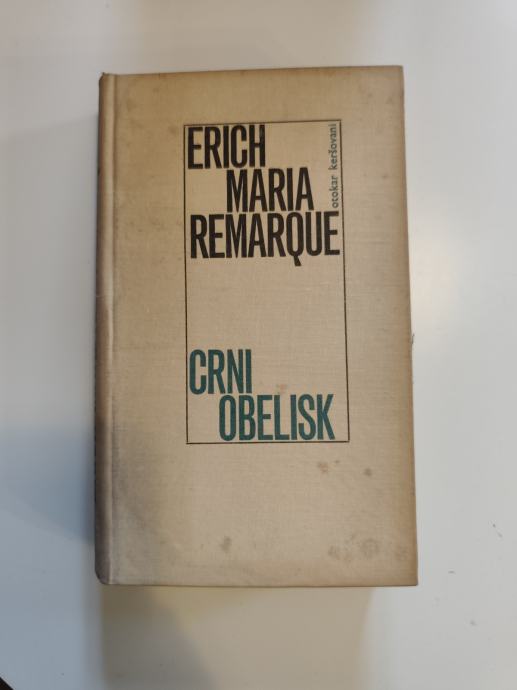 ERICH
MARIA
REMARQUE
otokar keršovani
CRNI
OBELISK